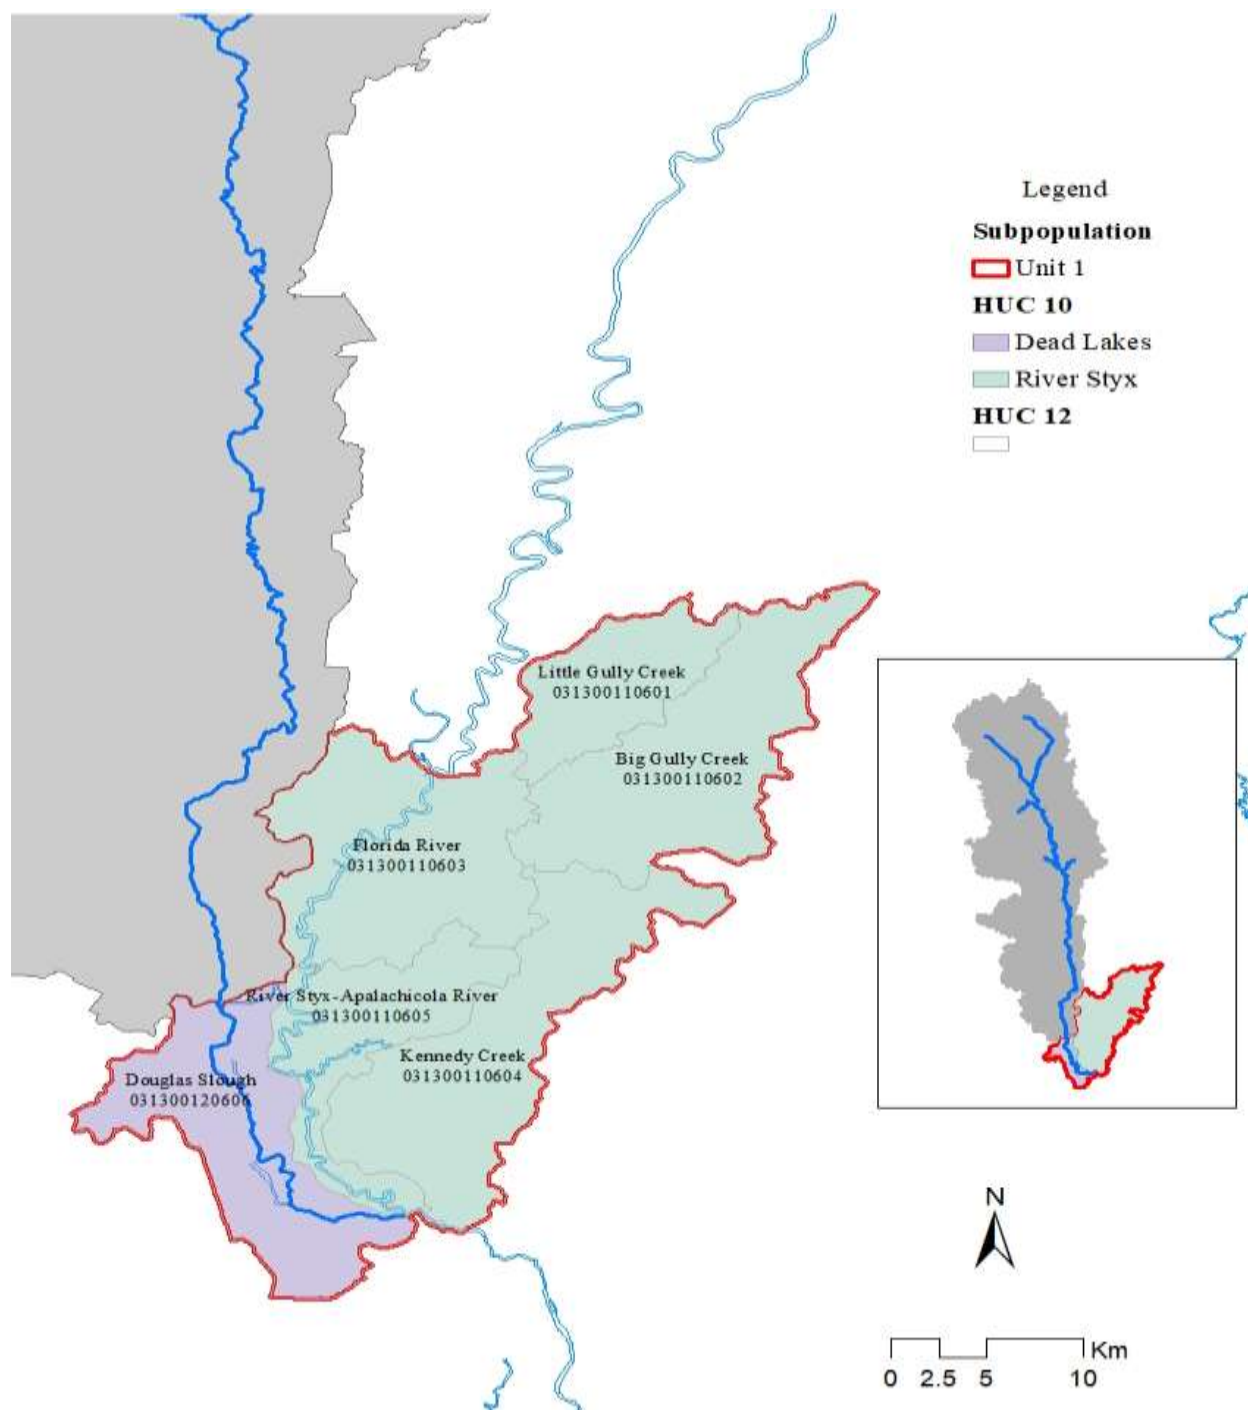 Legend
Subpopulation
Unit 1
HUC 10
Dead Lakes
River Styx
HUC 12
Little Gully Creek
031300110601
Big Gully Creek
031300110602
Florida River
031300110603
River Styx-Apalachicola River
031300110605
Kennedy Creek
031300110604
Douglas Slough
031300120606
N
Km
0 2.5 5 10